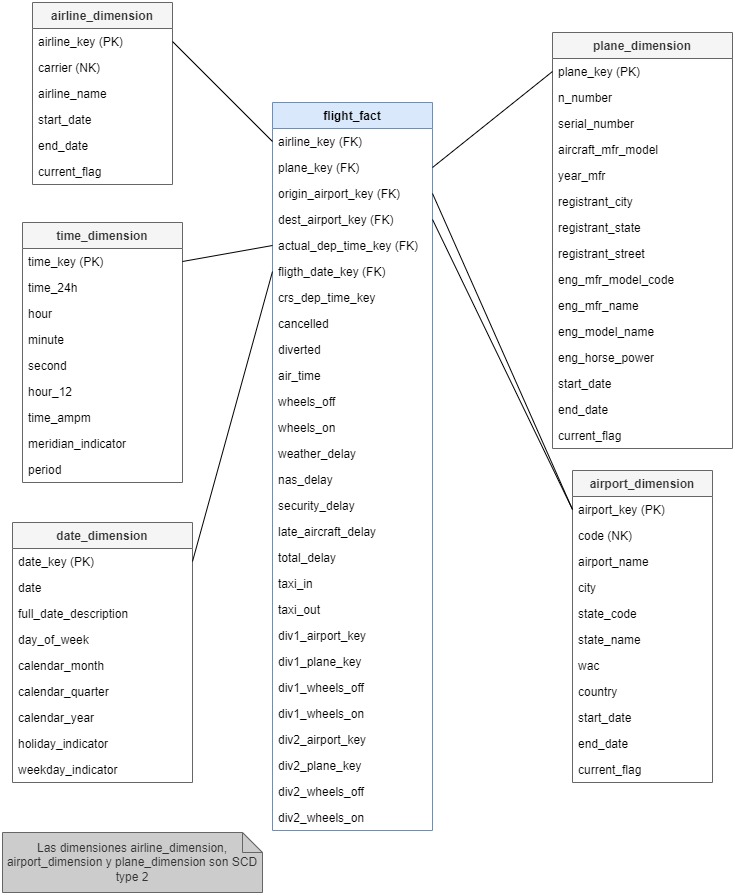 airline_dimension
airline_key (PK)
carrier (NK)
airline_name
start_date
end_date
current_flag
time_dimension
time_key (PK)
time_24h
hour
minute
second
hour_12
time_ampm
meridian_indicator
period
date_dimension
date_key (PK)
date
full_date_description
day_of_week
calendar_month
calendar_quarter
calendar_year
holiday_indicator
weekday_indicator
flight_fact
airline_key (FK)
plane_key (FK)
origin_airport_key (FK)
dest_airport_key (FK)
actual_dep_time_key (FK)
fligth_date_key (FK)
crs_dep_time_key
cancelled
diverted
air_time
wheels_off
wheels_on
weather_delay
nas_delay
security_delay
late_aircraft_delay
total_delay
taxi_in
taxi_out
div1_airport_key
div1_plane_key
div1_wheels_off
div1_wheels_on
div2_airport_key
div2_plane_key
div2_wheels_off
div2_wheels_on
plane_dimension
plane_key (PK)
n_number
serial_number
aircraft_mfr_model
year_mfr
registrant_city
registrant_state
registrant_street
eng_mfr_model_code
eng_mfr_name
eng_model_name
eng_horse_power
start_date
end_date
current_flag
airport_dimension
airport_key (PK)
code (NK)
airport_name
city
state_code
state_name
wac
country
start_date
end_date
current_flag
Las dimensiones airline_dimension,
airport_dimension y plane_dimension son SCD
type 2